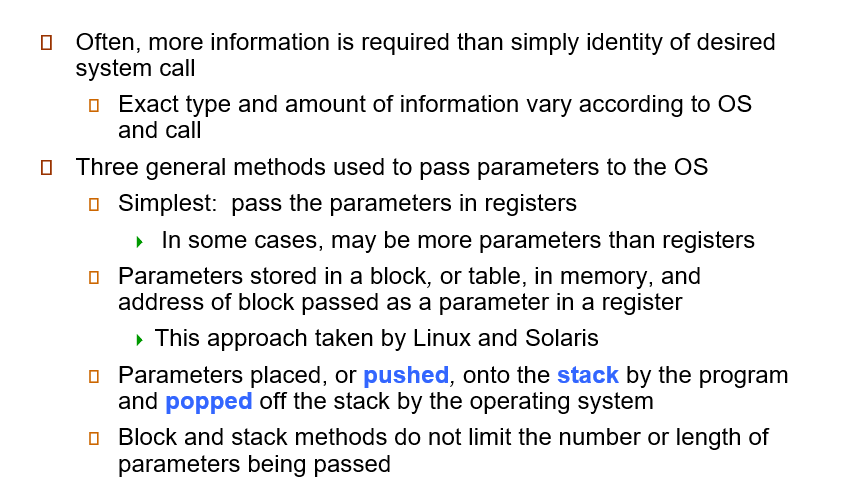 Often, more information is required than simply identity of desired
system call
Exact type and amount of information vary according to OS
and call
Three general methods used to pass parameters to the OS
Simplest:  pass the parameters in registers
In some cases, may be more parameters than registers
Parameters stored in a block, or table, in memory, and
address of block passed as a parameter in a register
This approach taken by Linux and Solaris
Parameters placed, or pushed, onto the stack by the program
and popped off the stack by the operating system
Block and stack methods do not limit the number or length of
parameters being passed